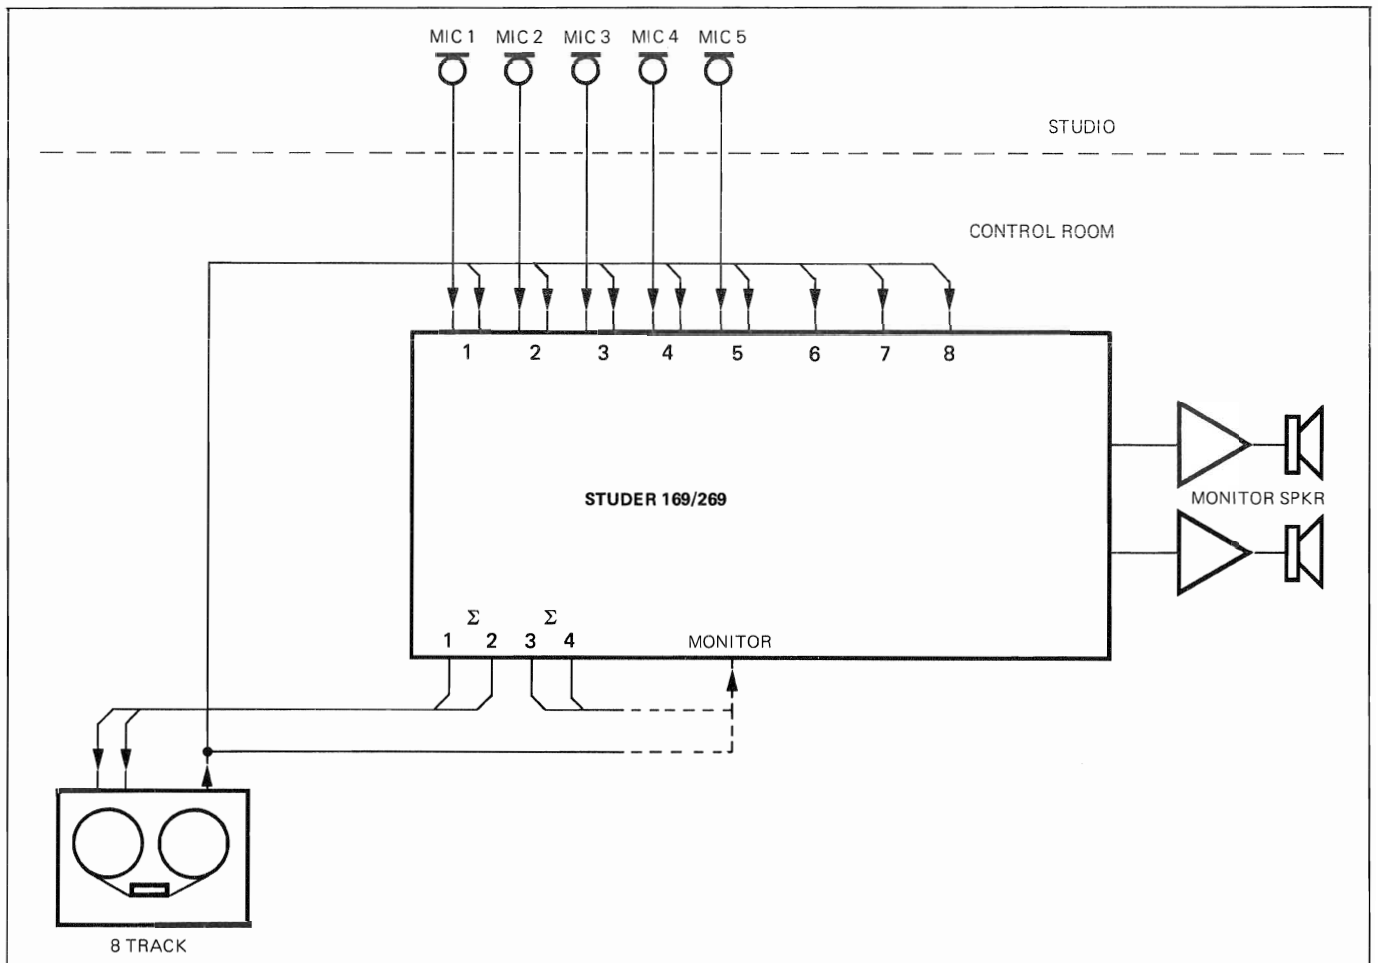 MIC 1 MIC 2 MIC 3 MIC 4 MIC 5
STUDIO
CONTROL ROOM
1 2 3 4 5 6 7 8
STUDER 169/269
MONITOR SPKR
Σ Σ
1 2 3 4 MONITOR
8 TRACK